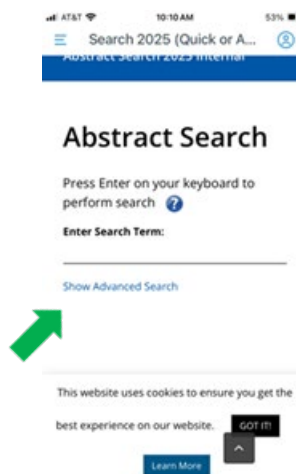 AT&T 10:10 AM 53%
Search 2025 (Quick or A...
Abstract Search 2025 Internal
Abstract Search
Press Enter on your keyboard to
perform search ?
Enter Search Term:
Show Advanced Search
This website uses cookies to ensure you get the
best experience on our website. GOT IT!
Learn More